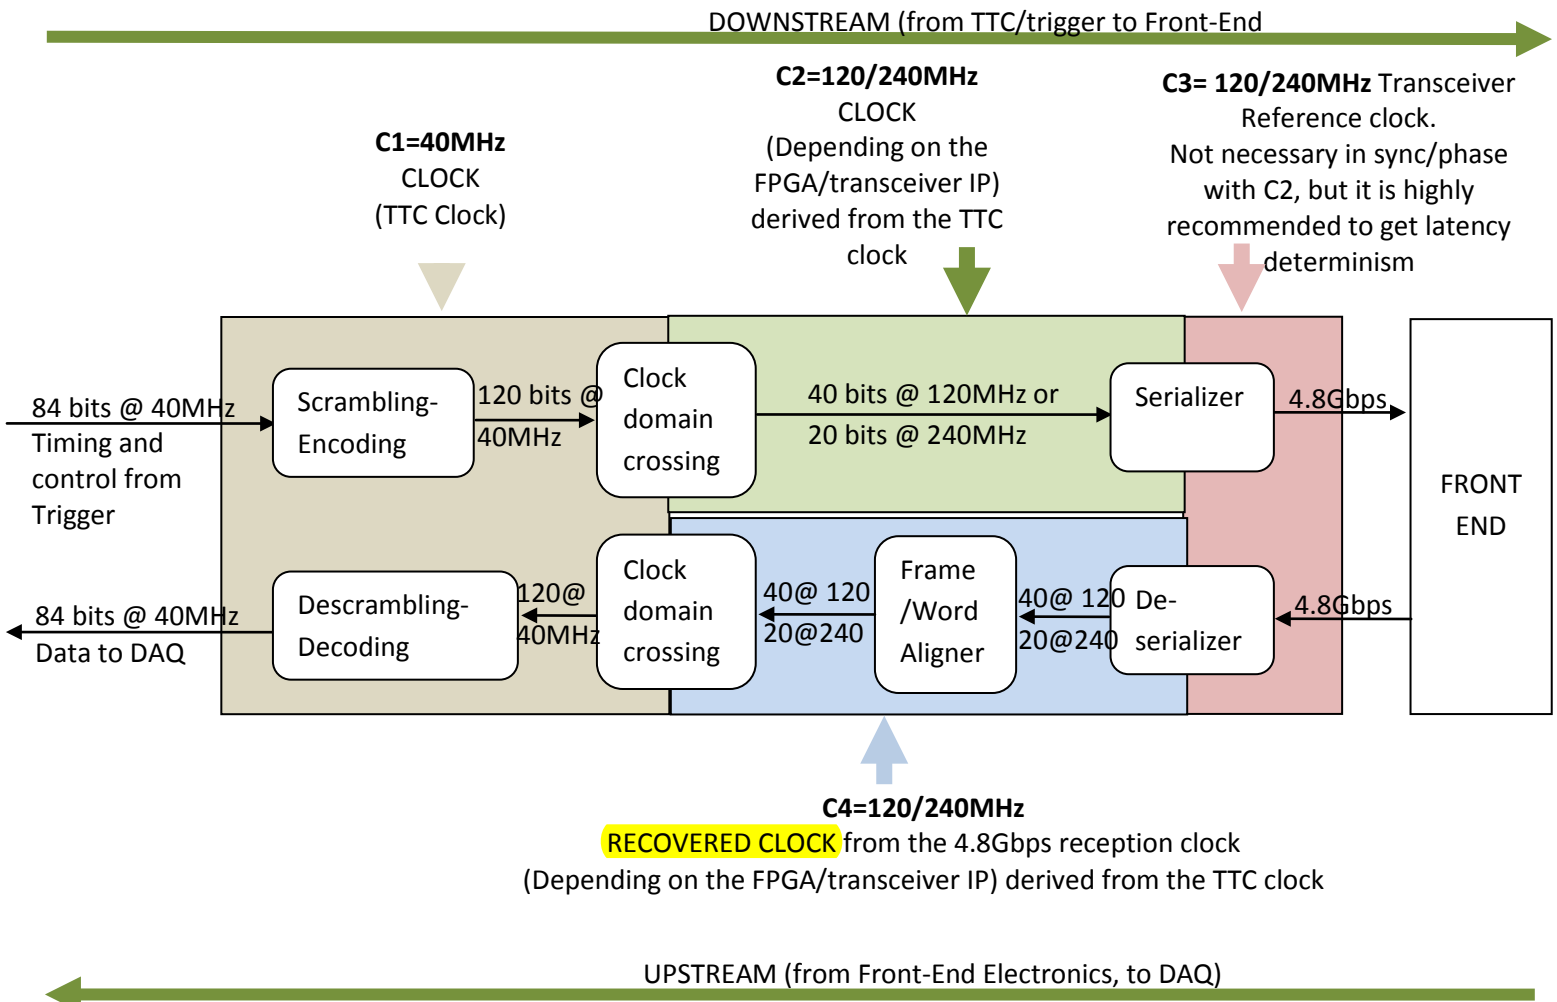 DOWNSTREAM (from TTC/trigger to Front-End
C1=40MHz
CLOCK
(TTC Clock)
C2=120/240MHz
CLOCK
(Depending on the
FPGA/transceiver IP)
derived from the TTC
clock
C3= 120/240MHz Transceiver
Reference clock.
Not necessary in sync/phase
with C2, but it is highly
recommended to get latency
determinism
84 bits @ 40MHz
Timing and
control from
Trigger
Scrambling-
Encoding
120 bits @
40MHz
Clock
domain
crossing
40 bits @ 120MHz or
20 bits @ 240MHz
Serializer
4.8Gbps
FRONT
END
84 bits @ 40MHz
Data to DAQ
Descrambling-
Decoding
120@
40MHz
Clock
domain
crossing
40@ 120
20@240
Frame
/Word
Aligner
40@ 120
20@240
De-
serializer
4.8Gbps
C4=120/240MHz
RECOVERED CLOCK from the 4.8Gbps reception clock
(Depending on the FPGA/transceiver IP) derived from the TTC clock
UPSTREAM (from Front-End Electronics, to DAQ)